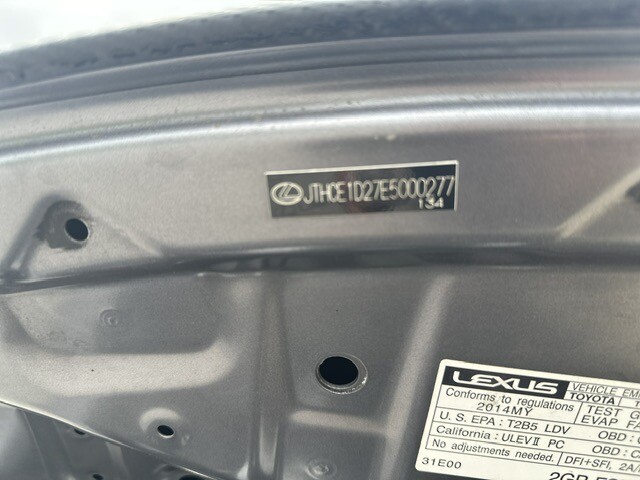 JTHCE1D27E5000277
134
LEXUS
VEHICLE EMI
TOYOTA
Conforms to regulations
2014MY
TEST
EVAP FA
U.S. EPA : T2B5 LDV
OBD:
California : ULEVII PC
OBD:
No adjustments needed.
DFI+SFI, 2A/
31E00